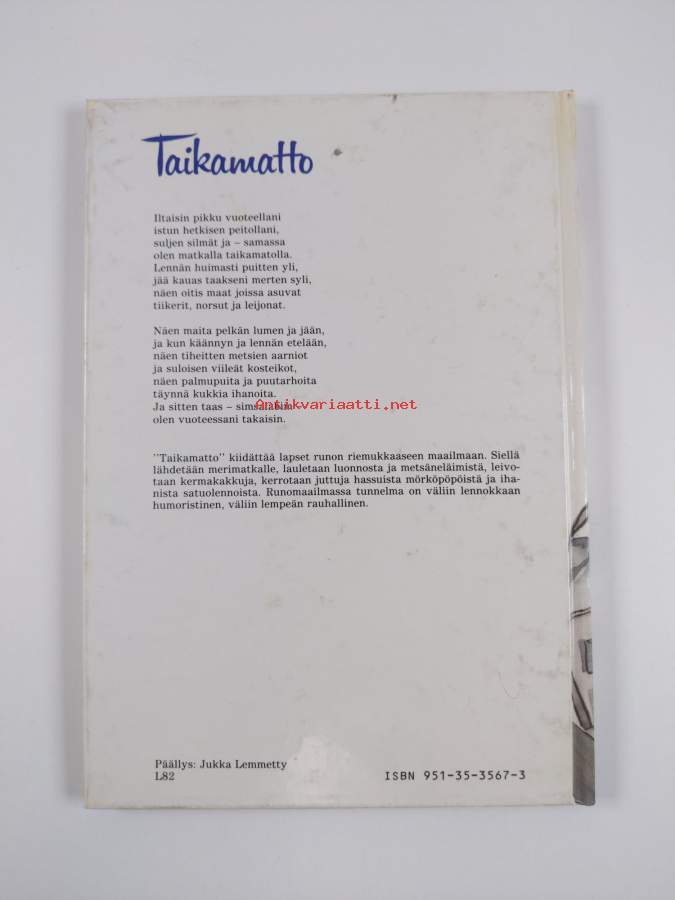 Taikamatto
Iltaisin pikku vuoteellani
istun hetkisen peitollani,
suljen silmät ja – samassa
olen matkalla taikamatolla.
Lennän huimasti puitten yli,
jää kauas taakseni merten syli,
näen oitis maat joissa asuvat
tiikerit, norsut ja leijonat.
Näen maita pelkän lumen ja jään,
ja kun käännyn ja lennän etelään,
näen tiheitten metsien aarniot
ja suloisen viileät kosteikot,
näen palmupuita ja puutarhoita
täynnä kukkia ihanoita.
Antikvariaatti.net
Ja sitten taas – simsalabim –
olen vuoteessani takaisin.
"Taikamatto" kiidättää lapset runon riemukkaaseen maailmaan. Siellä
lähdetään merimatkalle, lauletaan luonnosta ja metsäneläimistä, leivo-
taan kermakakkuja, kerrotaan juttuja hassuista mörköpöpöistä ja iha-
nista satuolennoista. Runomaailmassa tunnelma on väliin lennokkaan
humoristinen, väliin lempeän rauhallinen.
Päällys: Jukka Lemmetty
L82
ISBN 951-35-3567-3